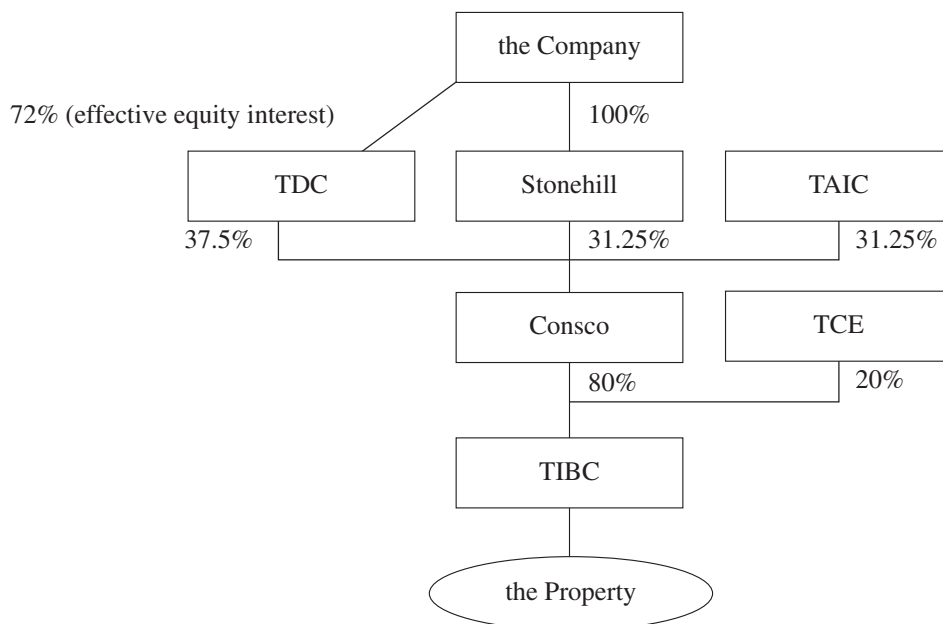 the Company
72% (effective equity interest)
100%
TDC
Stonehill
TAIC
37.5%
31.25%
31.25%
Consco
TCE
80%
20%
TIBC
the Property